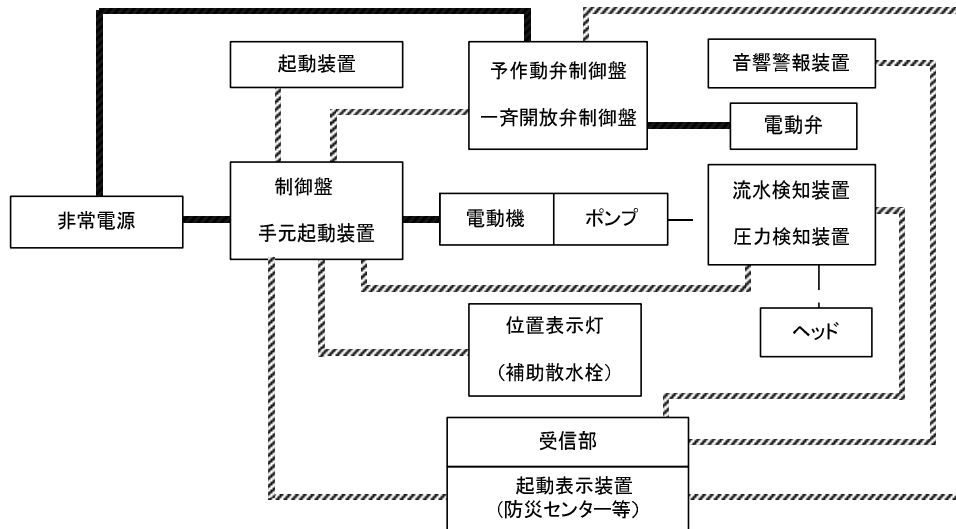 起動装置
予作動弁制御盤
一斉開放弁制御盤
音響警報装置
電動弁
非常電源
制御盤
手元起動装置
電動機
ポンプ
流水検知装置
圧力検知装置
ヘッド
位置表示灯
（補助散水栓）
受信部
起動表示装置
（防災センター等）